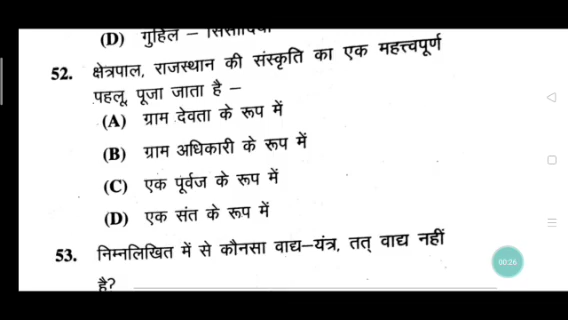 (D) गुहिल –
52. क्षेत्रपाल, राजस्थान की संस्कृति का एक महत्त्वपूर्ण
पहलू, पूजा जाता है –
(A) ग्राम देवता के रूप में
(B) ग्राम अधिकारी के रूप में
(C) एक पूर्वज के रूप में
(D) एक संत के रूप में
53. निम्नलिखित में से कौनसा वाद्य–यंत्र, तत् वाद्य नहीं
है?
00:26